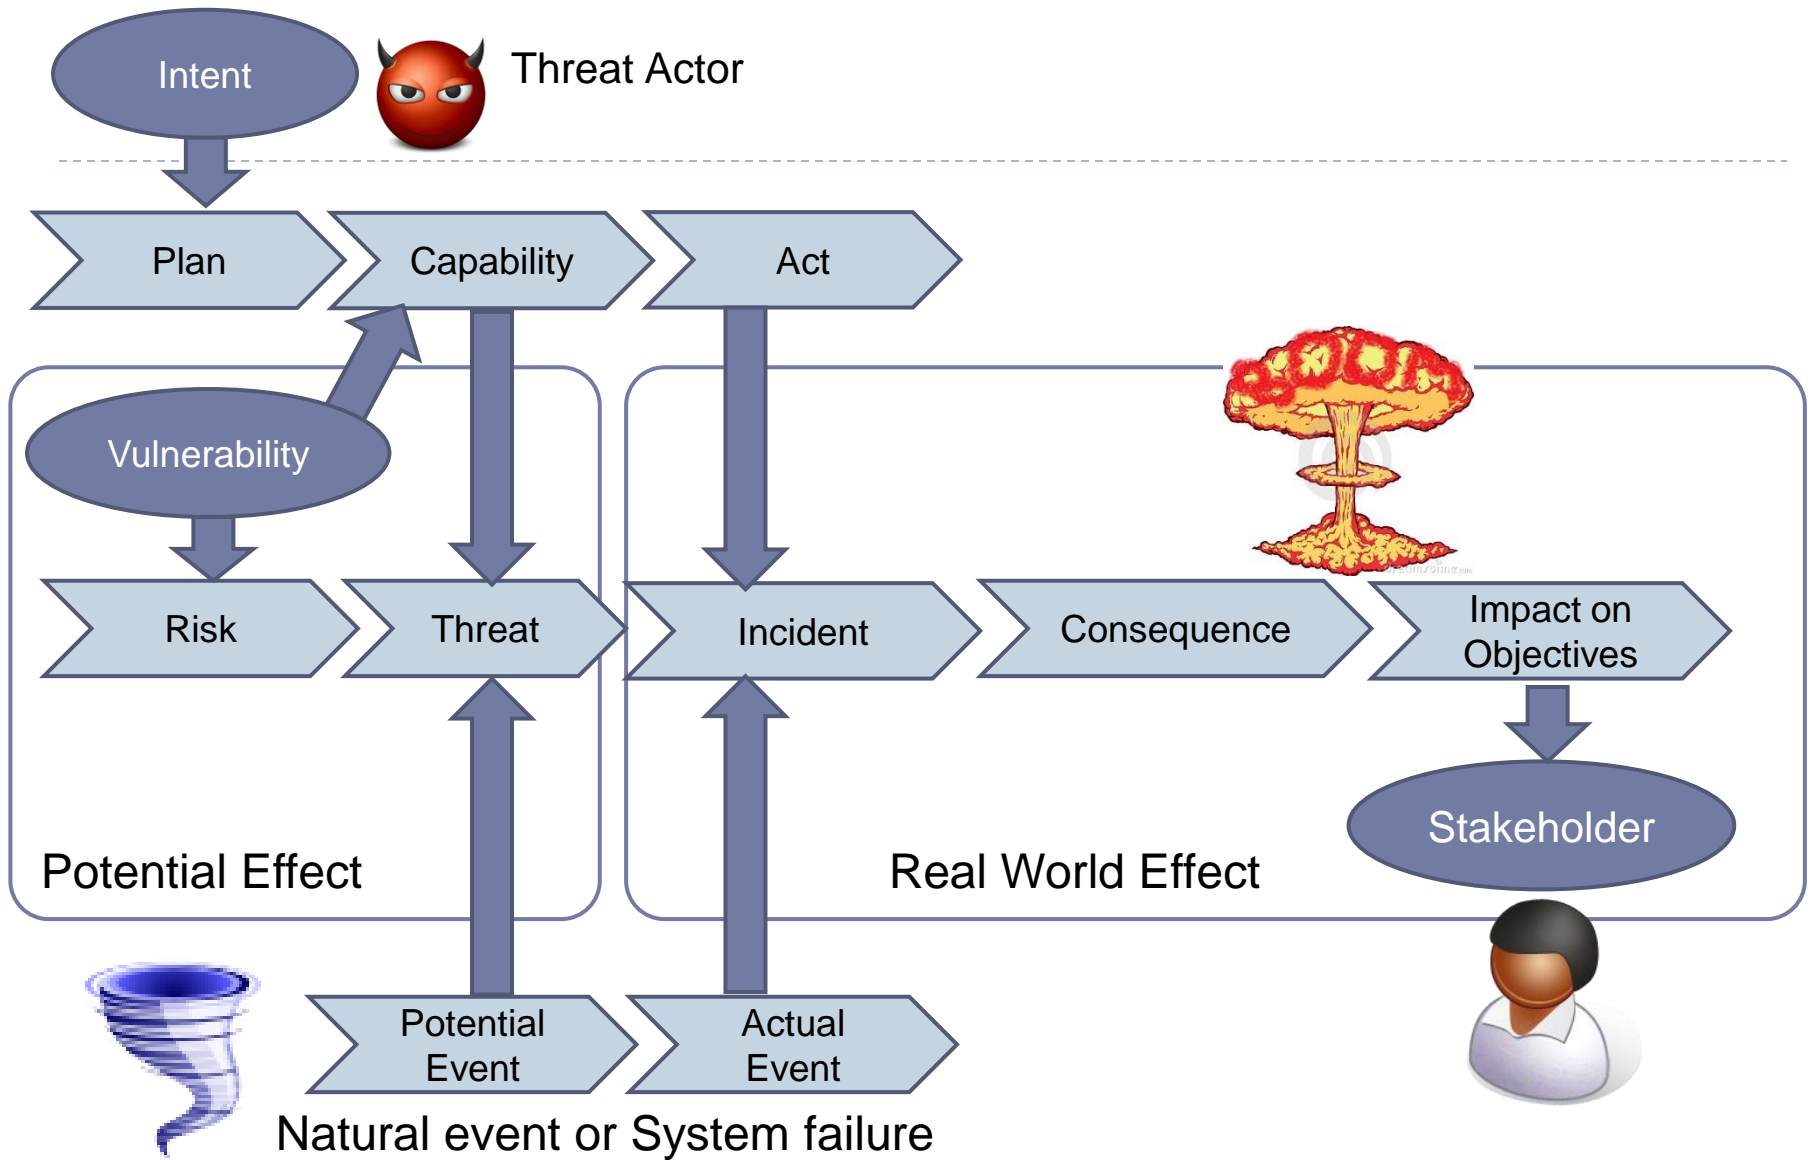 Intent
Threat Actor
Plan
Capability
Act
Vulnerability
Risk
Threat
Incident
Consequence
Impact on
Objectives
Stakeholder
Potential Effect
Real World Effect
Potential
Event
Actual
Event
Natural event or System failure